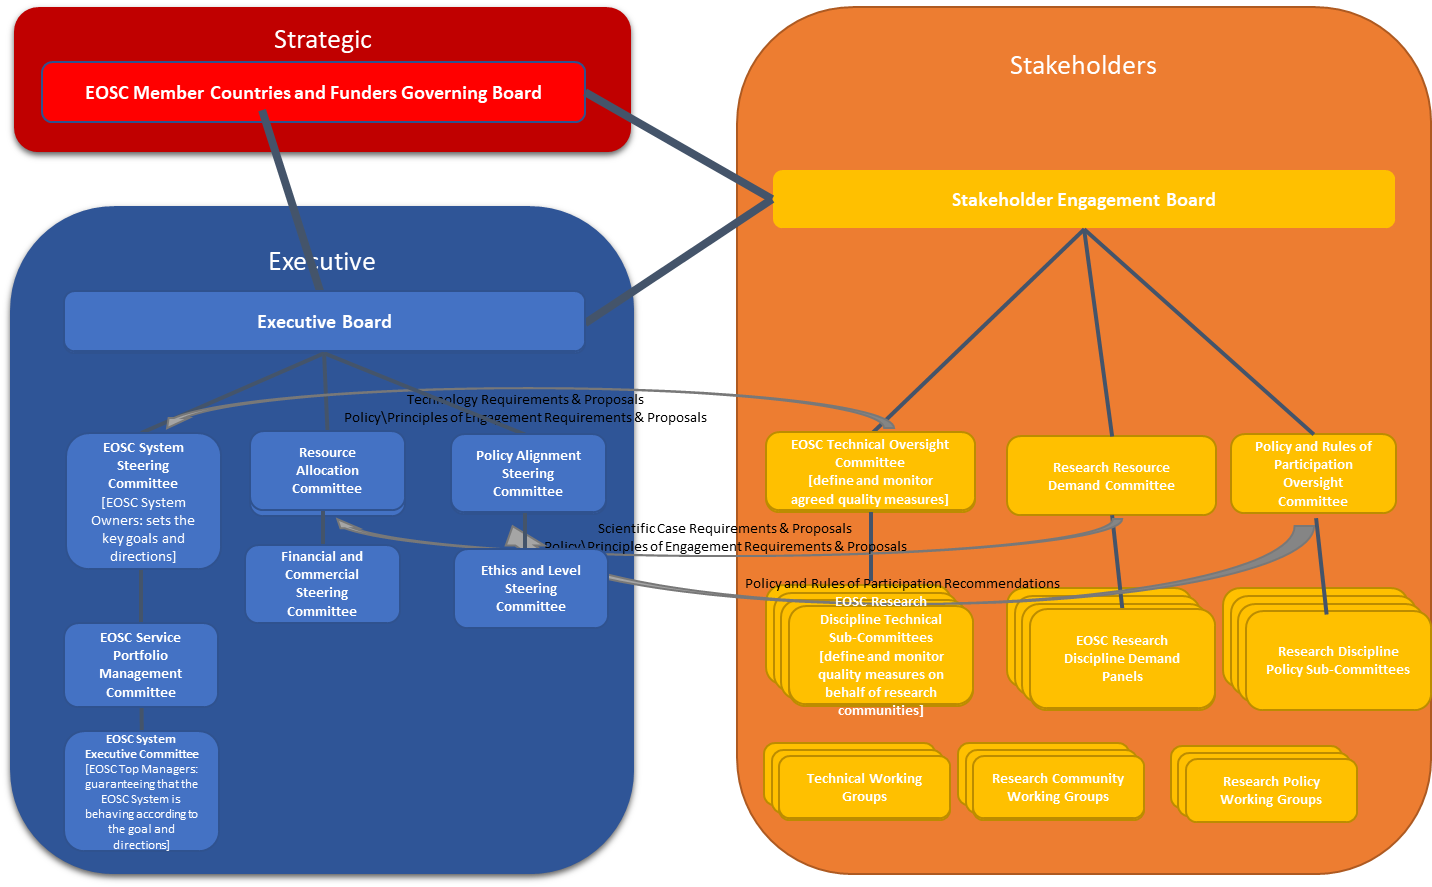 Strategic
EOSC Member Countries and Funders Governing Board
Stakeholders
Stakeholder Engagement Board
Executive
Executive Board
Technology Requirements & Proposals
Policy\Principles of Engagement Requirements & Proposals
EOSC System
Steering
Committee
[EOSC System
Owners: sets the
key goals and
directions]
Resource
Allocation
Committee
Policy Alignment
Steering
Committee
EOSC Technical Oversight
Committee
[define and monitor
agreed quality measures]
Research Resource
Demand Committee
Policy and Rules of
Participation
Oversight
Committee
Scientific Case Requirements & Proposals
Policy\Principles of Engagement Requirements & Proposals
Financial and
Commercial
Steering
Committee
Ethics and Level
Steering
Committee
Policy and Rules of Participation Recommendations
EOSC Service
Portfolio
Management
Committee
EOSC Research
Discipline Technical
Sub-Committees
[define and monitor
quality measures on
behalf of research
communities]
EOSC Research
Discipline Demand
Panels
Research Discipline
Policy Sub-Committees
EOSC System
Executive Committee
[EOSC Top Managers:
guaranteeing that the
EOSC System is
behaving according to
the goal and
directions]
Technical Working
Groups
Research Community
Working Groups
Research Policy
Working Groups